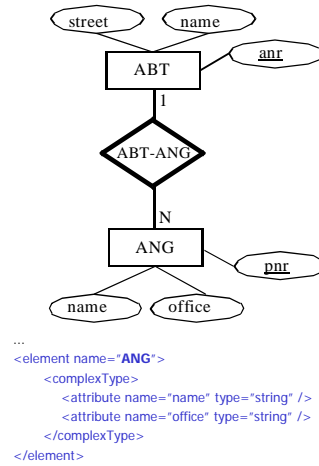 street name
anr
ABT
1
ABT-ANG
N
ANG
pnr
name office
...
<element name="ANG">
<complexType>
<attribute name="name" type="string" />
<attribute name="office" type="string" />
</complexType>
</element>